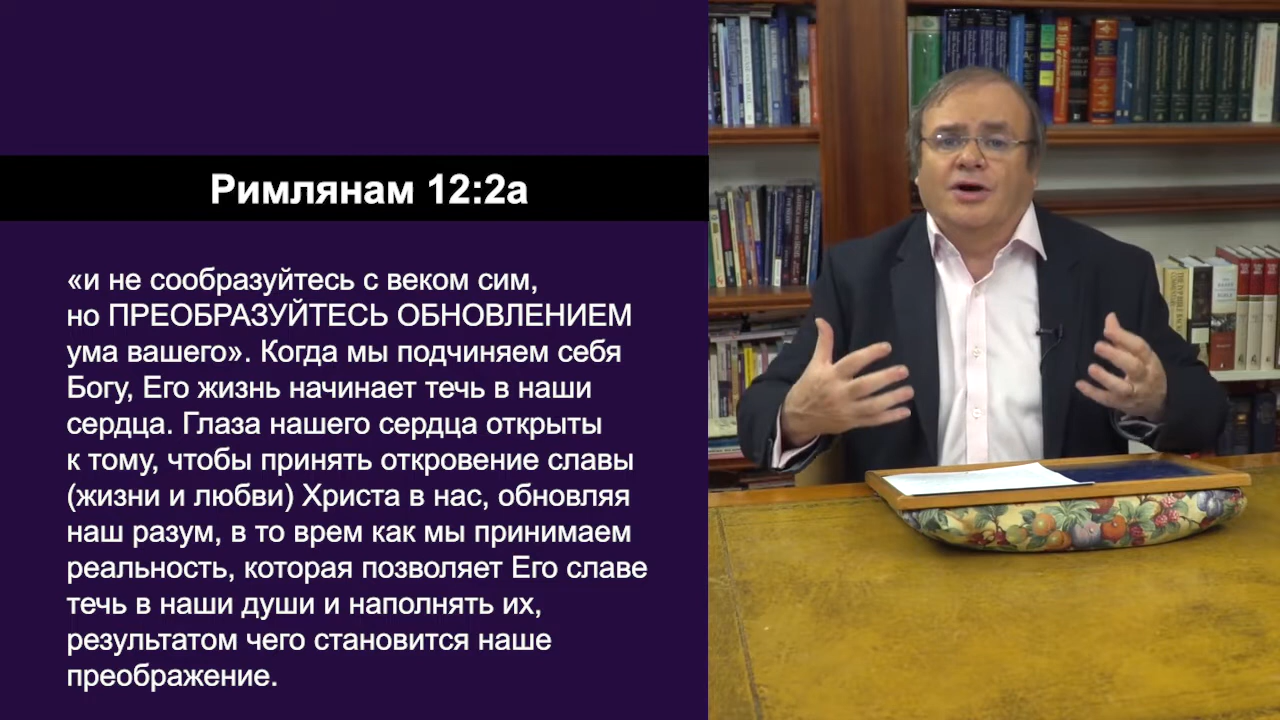 Римлянам 12:2а
«и не сообразуйтесь с веком сим,
но ПРЕОБРАЗУЙТЕСЬ ОБНОВЛЕНИЕМ
ума вашего». Когда мы подчиняем себя
Богу, Его жизнь начинает течь в наши
сердца. Глаза нашего сердца открыты
к тому, чтобы принять откровение славы
(жизни и любви) Христа в нас, обновляя
наш разум, в то врем как мы принимаем
реальность, которая позволяет Его славе
течь в наши души и наполнять их,
результатом чего становится наше
преображение.